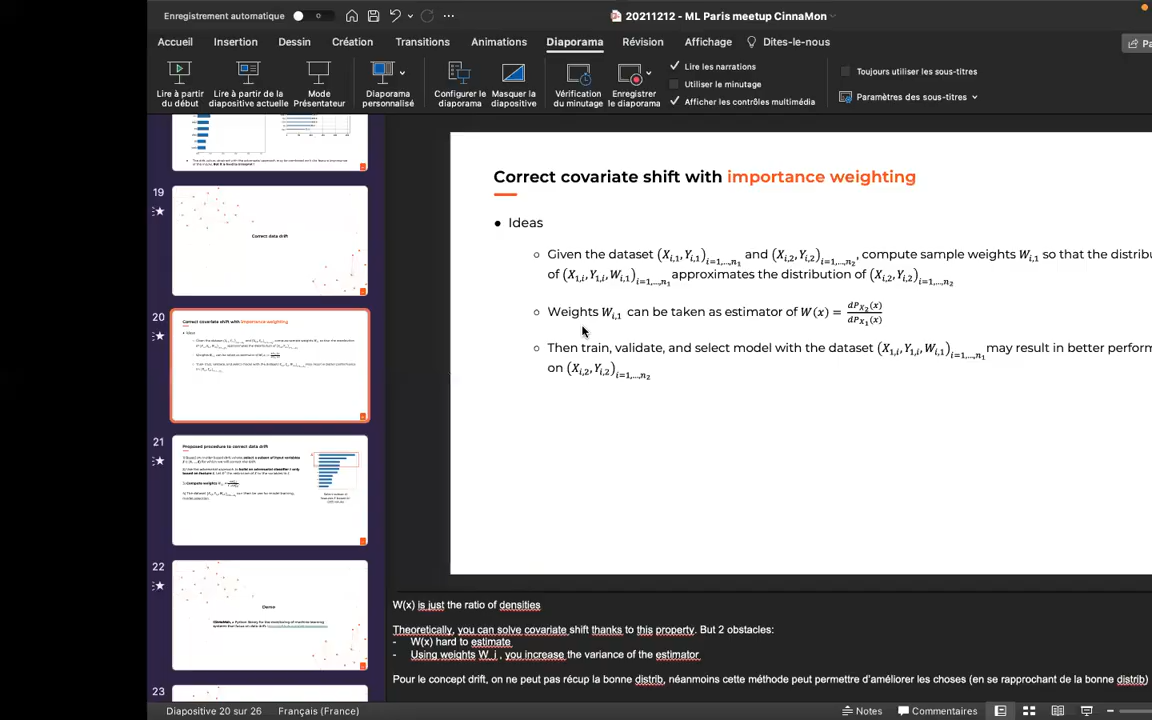 Enregistrement automatique
20211212 - ML Paris meetup CinnaMon
Accueil Insertion Dessin Création Transitions Animations Diaporama Révision Affichage Dites-le-nous
Lire à partir du début
Lire à partir de la diapositive actuelle
Mode Présentateur
Diaporama personnalisé
Configurer le diaporama
Masquer la diapositive
Vérification du minutage
Enregistrer le diaporama
Lire les narrations
Utiliser le minutage
Afficher les contrôles multimédia
Toujours utiliser les sous-titres
Paramètres des sous-titres
19
Correct data drift
20
Correct covariate shift with importance weighting
21
Proposed procedure to correct data drift
22
Demo
23
Correct covariate shift with importance weighting
• Ideas
○ Given the dataset (X_{i,1}, Y_{i,1})_{i=1,…,n_1} and (X_{i,2}, Y_{i,2})_{i=1,…,n_2}, compute sample weights W_{i,1} so that the distribu
of (X_{1,i}, Y_{1,i}, W_{i,1})_{i=1,…,n_1} approximates the distribution of (X_{i,2}, Y_{i,2})_{i=1,…,n_2}
○ Weights W_{i,1} can be taken as estimator of W(x) = dP_{X_2}(x) / dP_{X_1}(x)
○ Then train, validate, and select model with the dataset (X_{1,i}, Y_{1,i}, W_{i,1})_{i=1,…,n_1} may result in better perform
on (X_{i,2}, Y_{i,2})_{i=1,…,n_2}
W(x) is just the ratio of densities
Theoretically, you can solve covariate shift thanks to this property. But 2 obstacles:
- W(x) hard to estimate
- Using weights W_i , you increase the variance of the estimator
Pour le concept drift, on ne peut pas récup la bonne distrib, néanmoins cette méthode peut permettre d'améliorer les choses (en se rapprochant de la bonne distrib)
Diapositive 20 sur 26 Français (France) Notes Commentaires